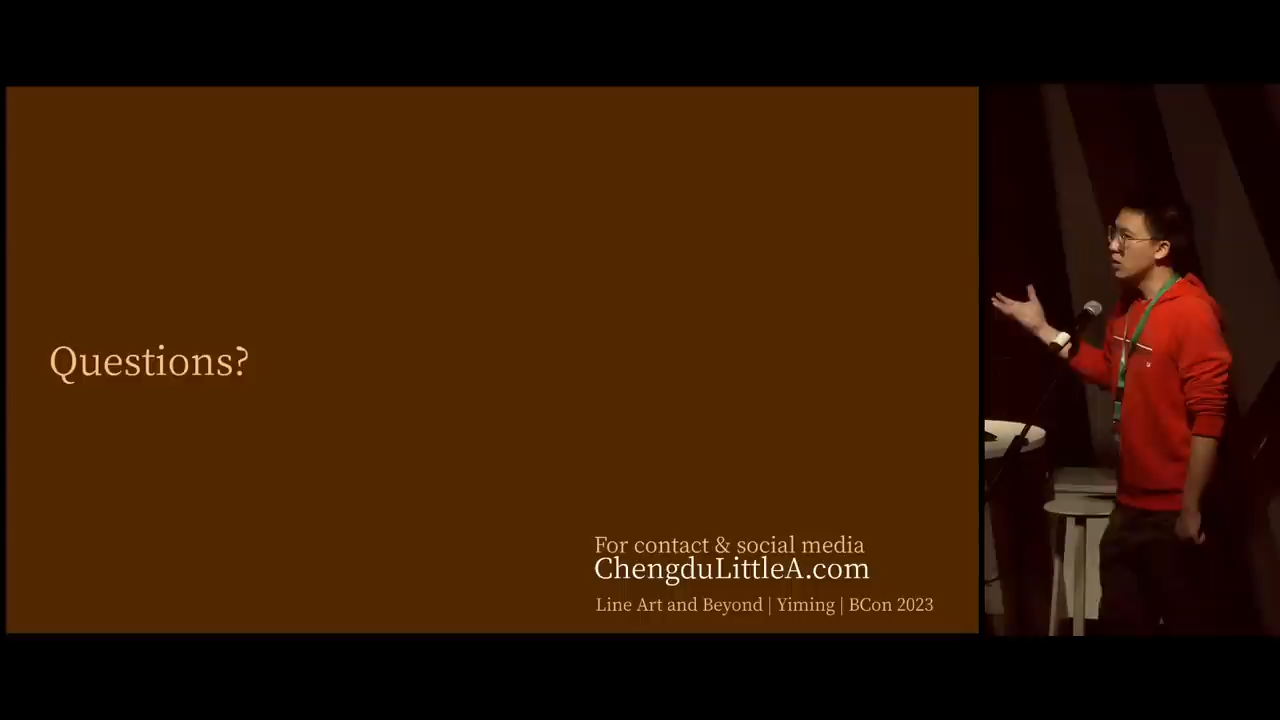 Questions?
For contact & social media
ChengduLittleA.com
Line Art and Beyond | Yiming | BCon 2023